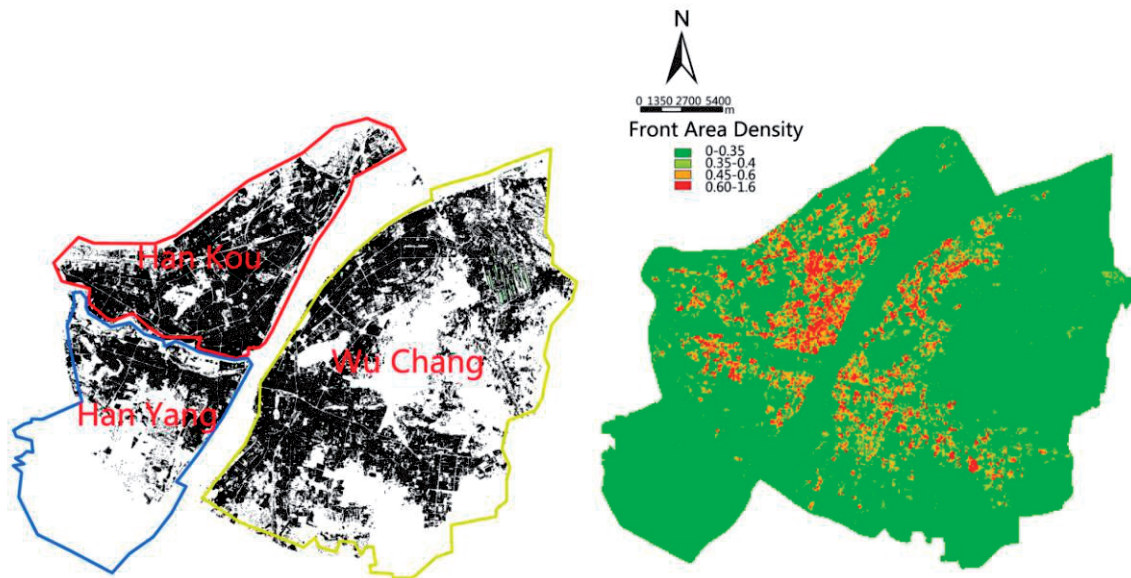 Han Kou
Wu Chang
Han Yang
N
0 1350 2700 5400
m
Front Area Density
0-0.35
0.35-0.4
0.45-0.6
0.60-1.6